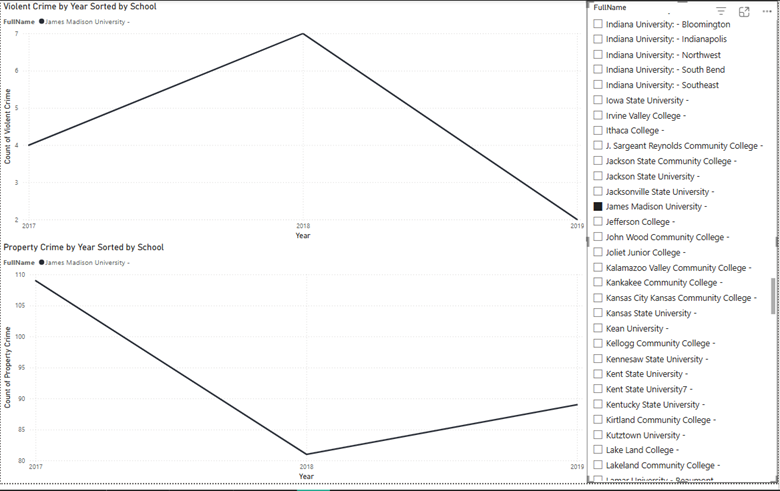 Violent Crime by Year Sorted by School
FullName James Madison University -
7
6
5
4
3
2
Count of Violent Crime
2017 2018 2019
Year
Property Crime by Year Sorted by School
FullName James Madison University -
110
105
100
95
90
85
80
Count of Property Crime
2017 2018 2019
Year
FullName
Indiana University: - Bloomington
Indiana University: - Indianapolis
Indiana University: - Northwest
Indiana University: - South Bend
Indiana University: - Southeast
Iowa State University -
Irvine Valley College -
Ithaca College -
J. Sargeant Reynolds Community College -
Jackson State Community College -
Jackson State University -
Jacksonville State University -
James Madison University -
Jefferson College -
John Wood Community College -
Joliet Junior College -
Kalamazoo Valley Community College -
Kankakee Community College -
Kansas City Kansas Community College -
Kansas State University -
Kean University -
Kellogg Community College -
Kennesaw State University -
Kent State University -
Kent State University7 -
Kentucky State University -
Kirtland Community College -
Kutztown University -
Lake Land College -
Lakeland Community College -
Lamar University - Beaumont